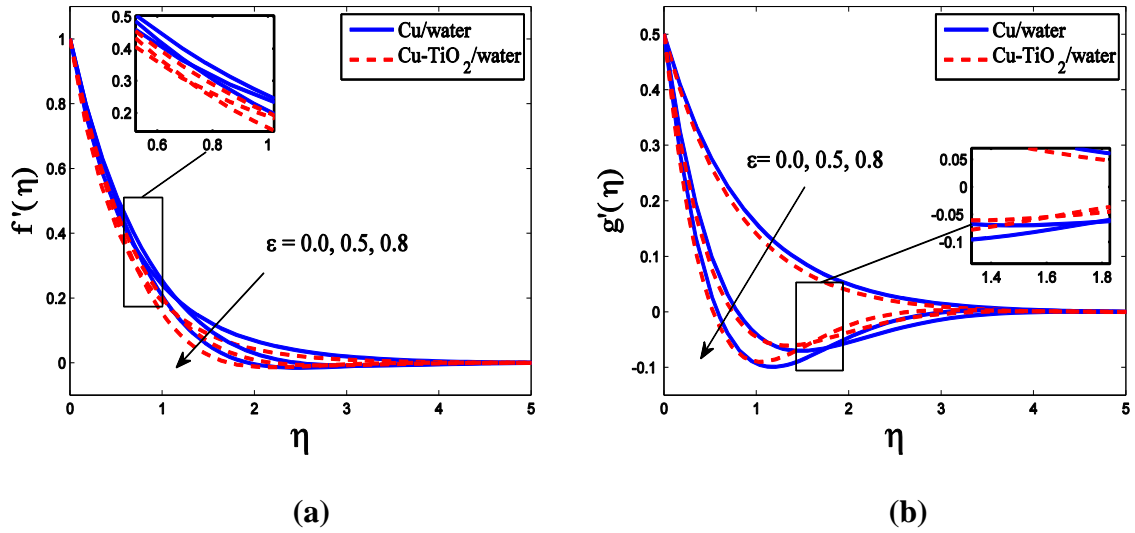 Cu/water
Cu-TiO2/water
0.5
0.4
0.3
0.2
0.6 0.8 1
1
0.8
0.6
0.4
0.2
0
f'(η)
ε = 0.0, 0.5, 0.8
0 1 2 3 4 5
η
(a)
Cu/water
Cu-TiO2/water
0.5
0.4
0.3
0.2
0.1
0
-0.1
g'(η)
ε= 0.0, 0.5, 0.8
0.05
0
-0.05
-0.1
1.4 1.6 1.8
0 1 2 3 4 5
η
(b)